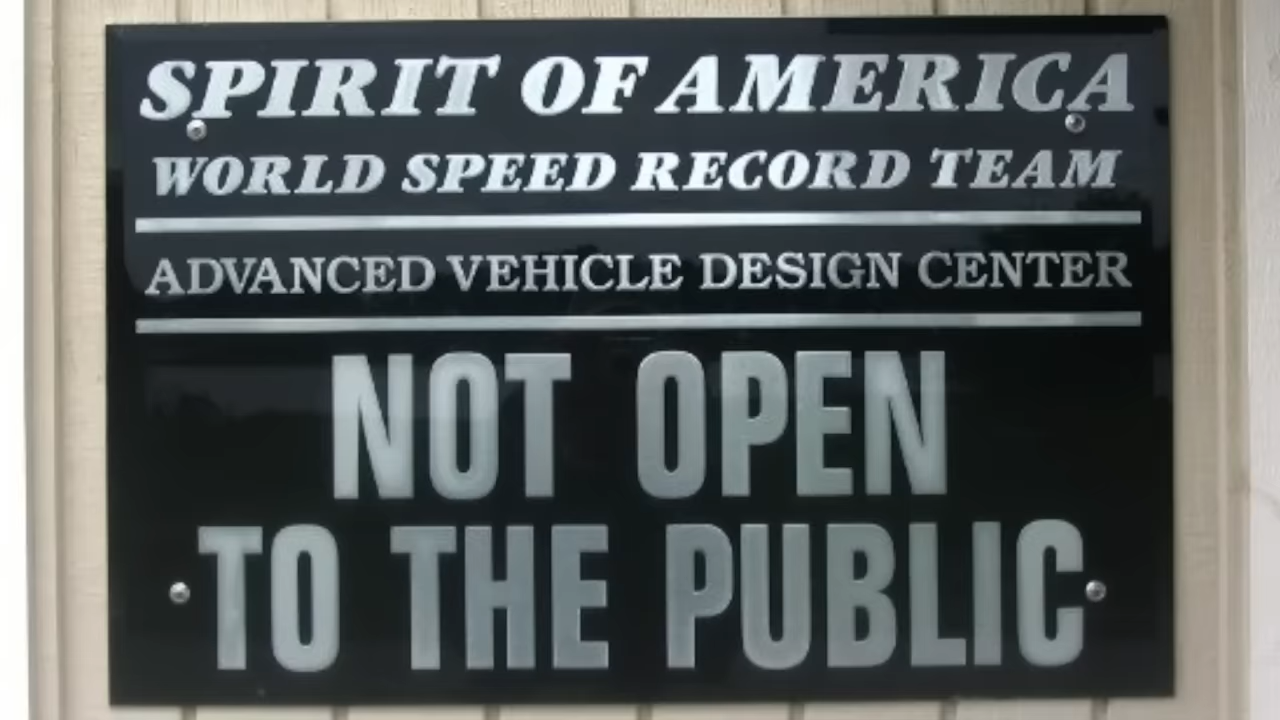 SPIRIT OF AMERICA
WORLD SPEED RECORD TEAM
ADVANCED VEHICLE DESIGN CENTER
NOT OPEN
TO THE PUBLIC